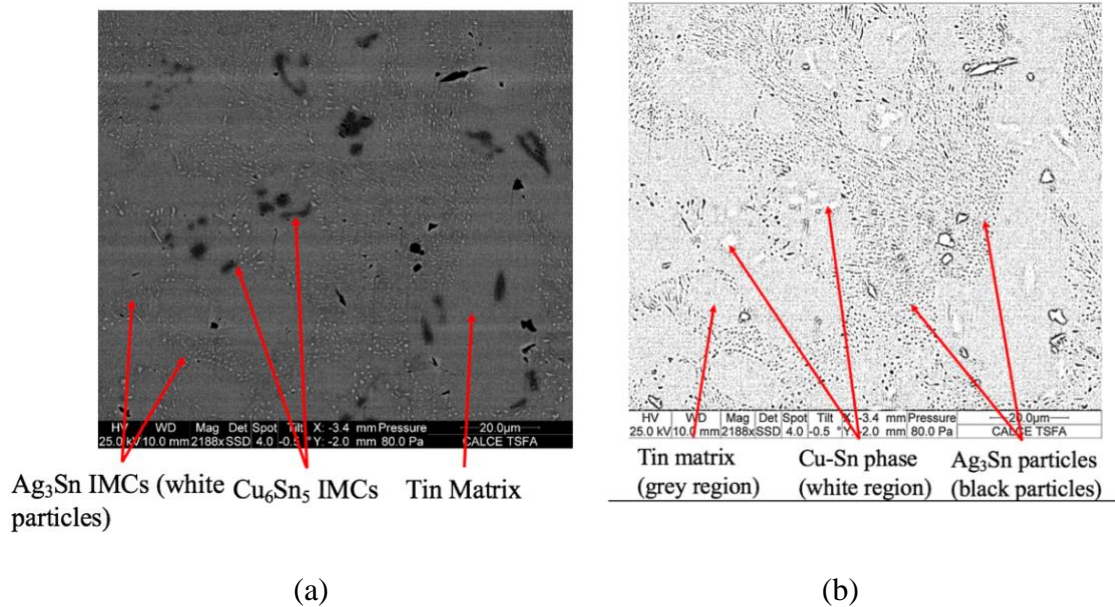 HV WD Mag Det Spot Tilt X: -3.4 mm Pressure 20.0µm
25.0 kV 10.0 mm 2188x SSD 4.0 -0.5 ° Y: -2.0 mm 80.0 Pa CALCE TSFA
Ag₃Sn IMCs (white
particles)
Cu₆Sn₅ IMCs
Tin Matrix
(a)
HV WD Mag Det Spot Tilt X: -3.4 mm Pressure 20.0µm
25.0 kV 10.0 mm 2188x SSD 4.0 -0.5 ° Y: -2.0 mm 80.0 Pa CALCE TSFA
Tin matrix
(grey region)
Cu-Sn phase
(white region)
Ag₃Sn particles
(black particles)
(b)